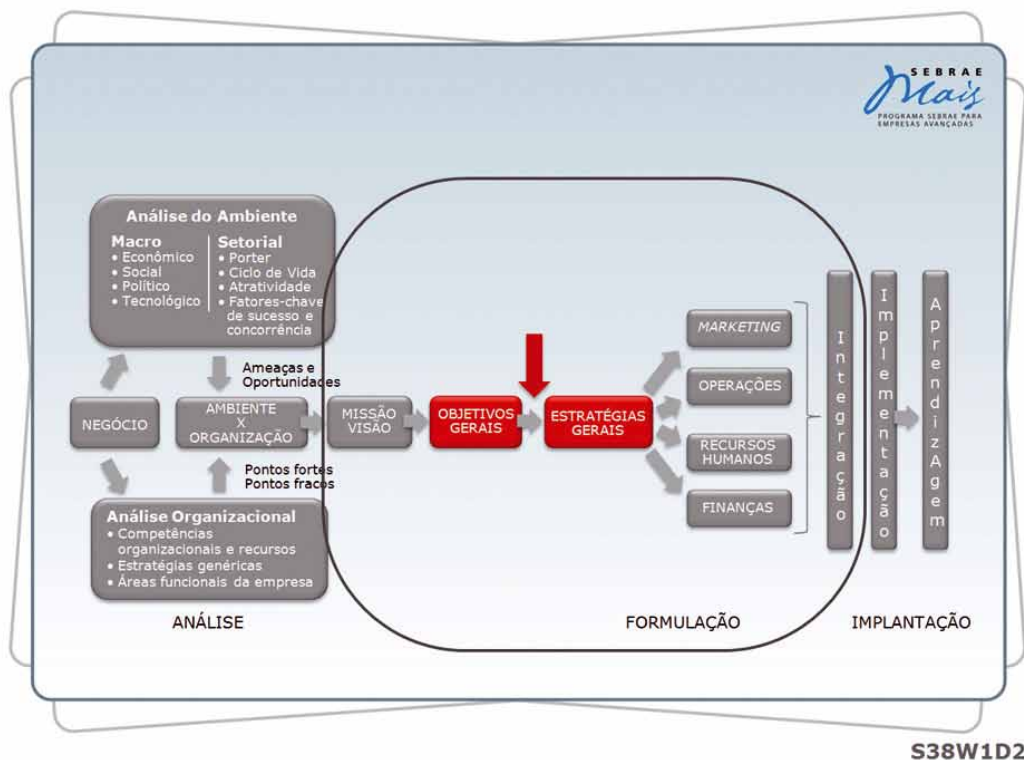 SEBRAE
Mais
PROGRAMA SEBRAE PARA
EMPRESAS AVANÇADAS
Análise do Ambiente
Macro
• Econômico
• Social
• Político
• Tecnológico
Setorial
• Porter
• Ciclo de Vida
• Atratividade
• Fatores-chave
de sucesso e
concorrência
Ameaças e
Oportunidades
NEGÓCIO
AMBIENTE
X
ORGANIZAÇÃO
MISSÃO
VISÃO
OBJETIVOS
GERAIS
ESTRATÉGIAS
GERAIS
MARKETING
OPERAÇÕES
RECURSOS
HUMANOS
FINANÇAS
Integração
Implementação
AprendizAgem
Pontos fortes
Pontos fracos
Análise Organizacional
• Competências
organizacionais e recursos
• Estratégias genéricas
• Áreas funcionais da empresa
ANÁLISE
FORMULAÇÃO
IMPLANTAÇÃO
S38W1D2